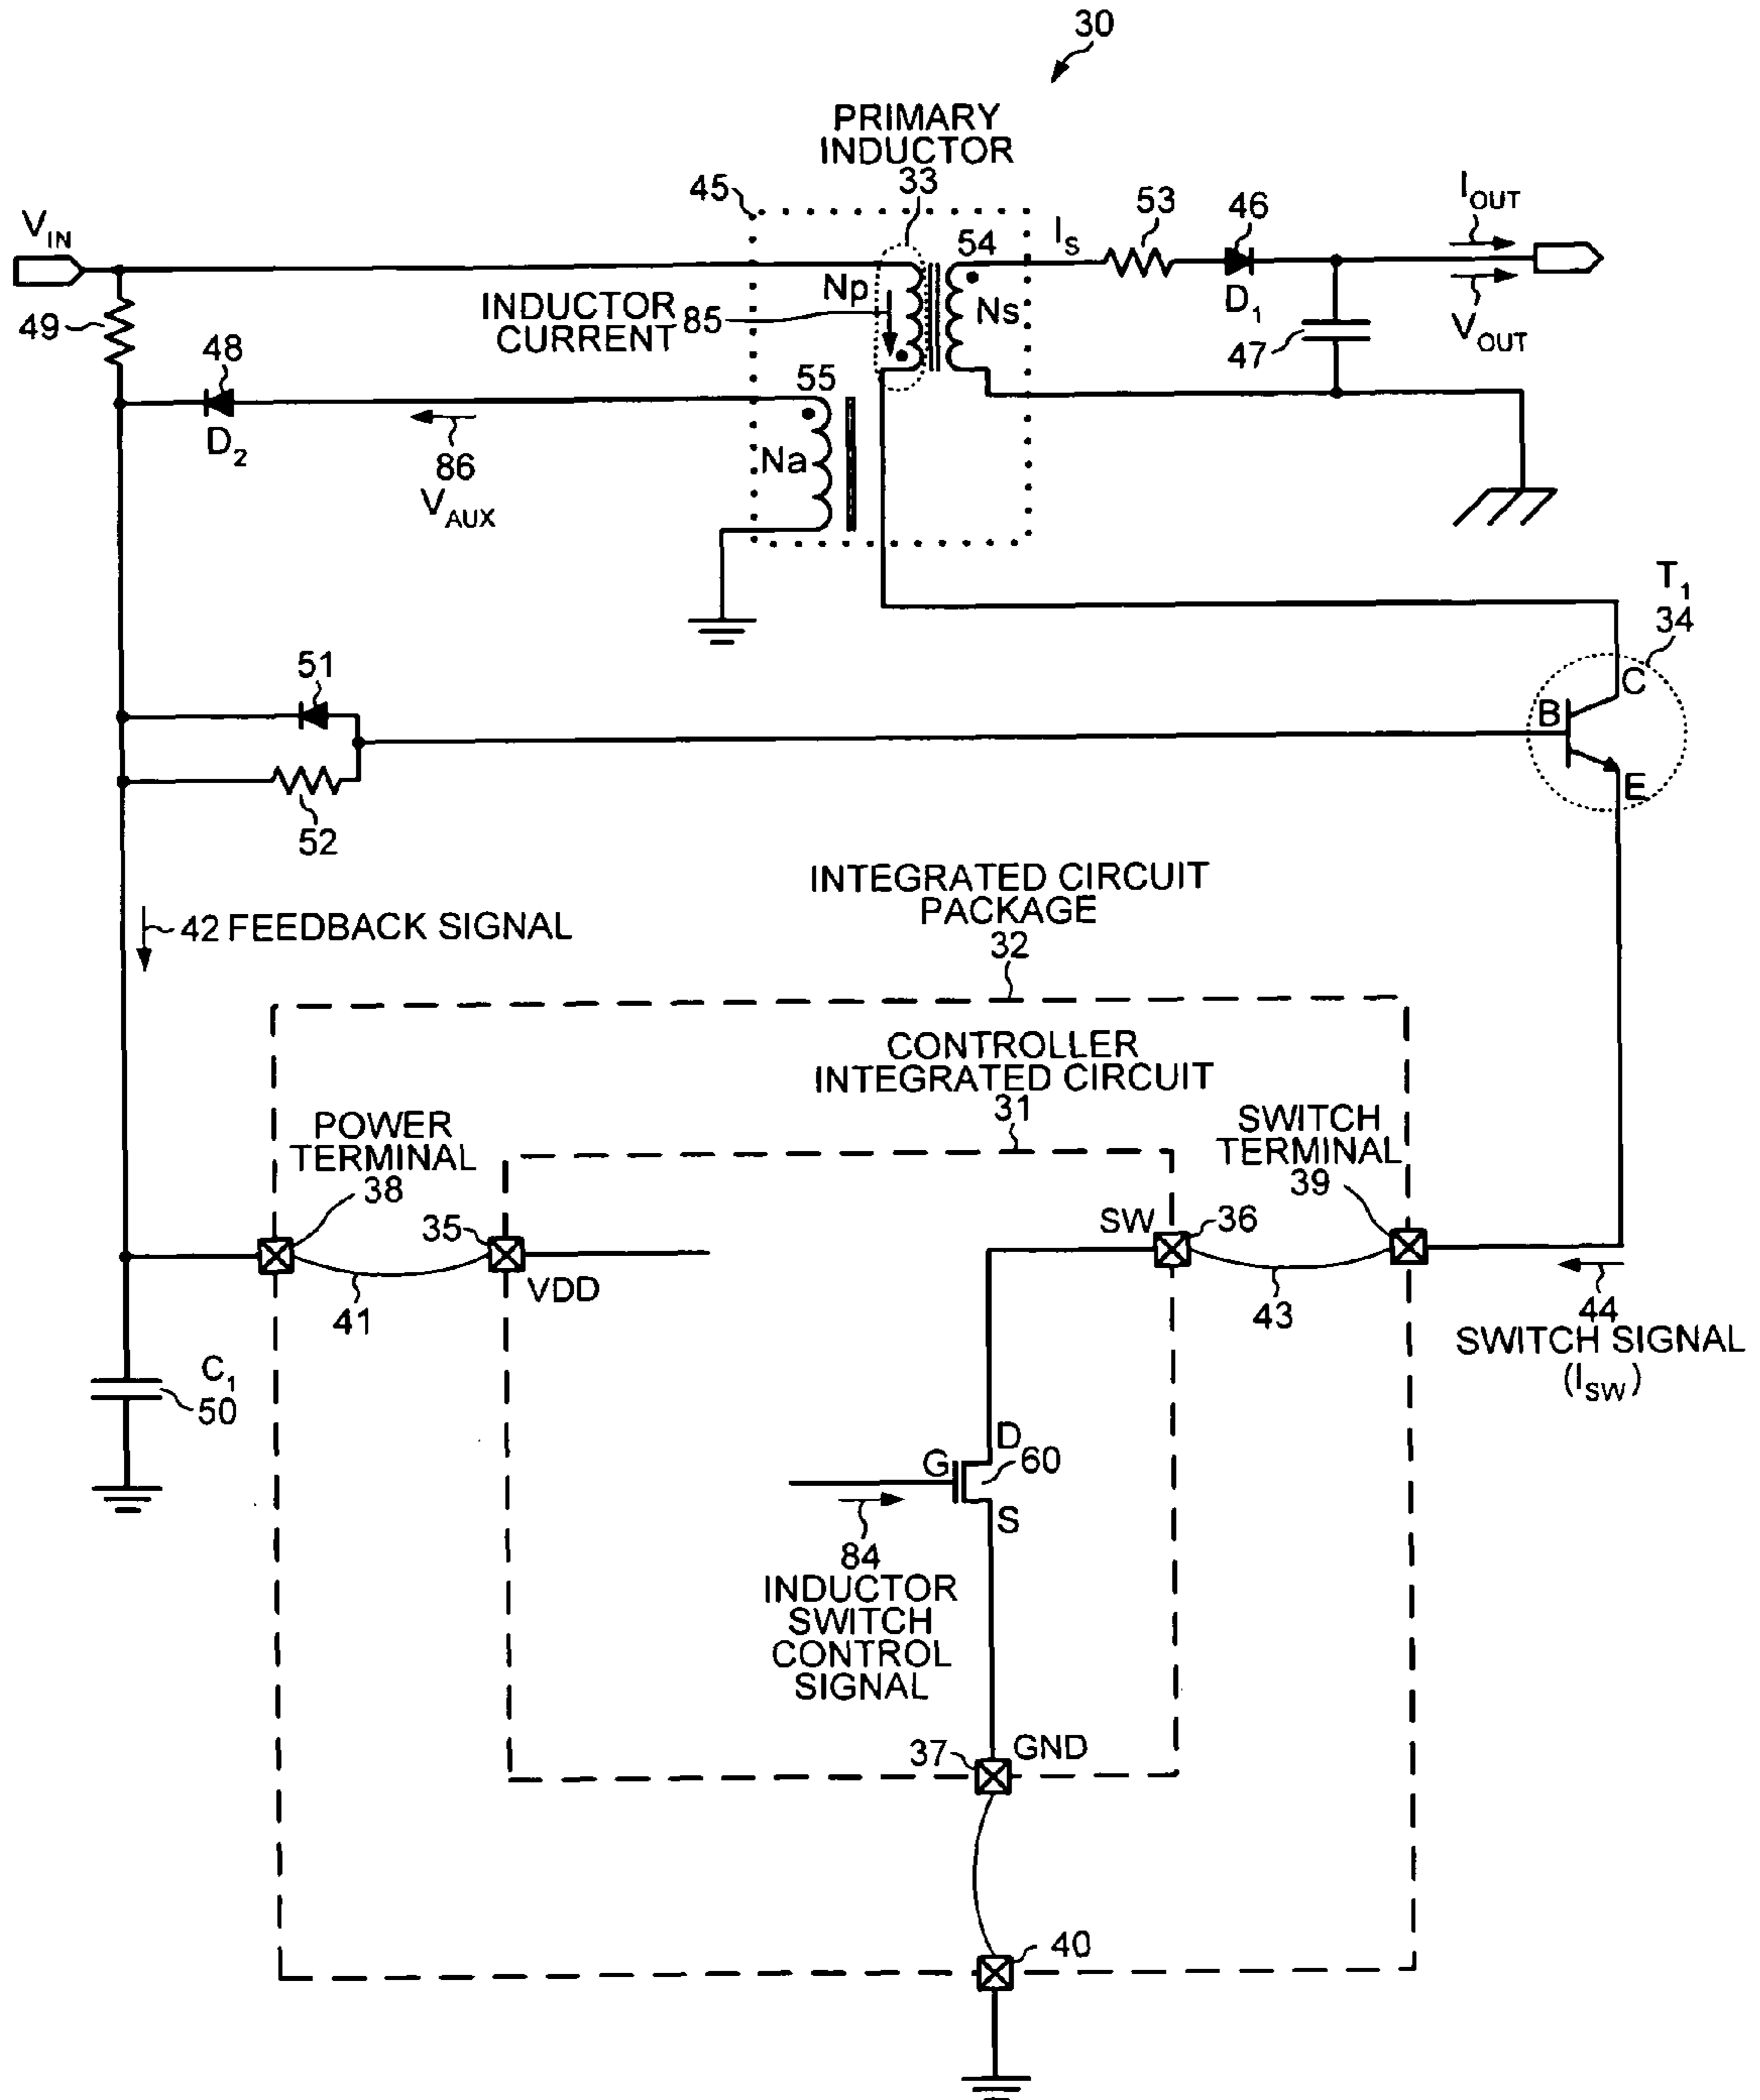 30
PRIMARY
INDUCTOR
33
45
V_IN
54
I_S
53
46
I_OUT
Np
Ns
D_1
49
INDUCTOR
CURRENT 85
47
V_OUT
48
55
D_2
Na
86
V_AUX
T_1
34
51
C
B
E
52
INTEGRATED CIRCUIT
PACKAGE
32
42 FEEDBACK SIGNAL
CONTROLLER
INTEGRATED CIRCUIT
31
POWER
TERMINAL
38
SWITCH
TERMINAL
39
35
SW
36
VDD
41
43
44
SWITCH SIGNAL
(I_SW)
C_1
50
D
G
60
S
84
INDUCTOR
SWITCH
CONTROL
SIGNAL
37
GND
40